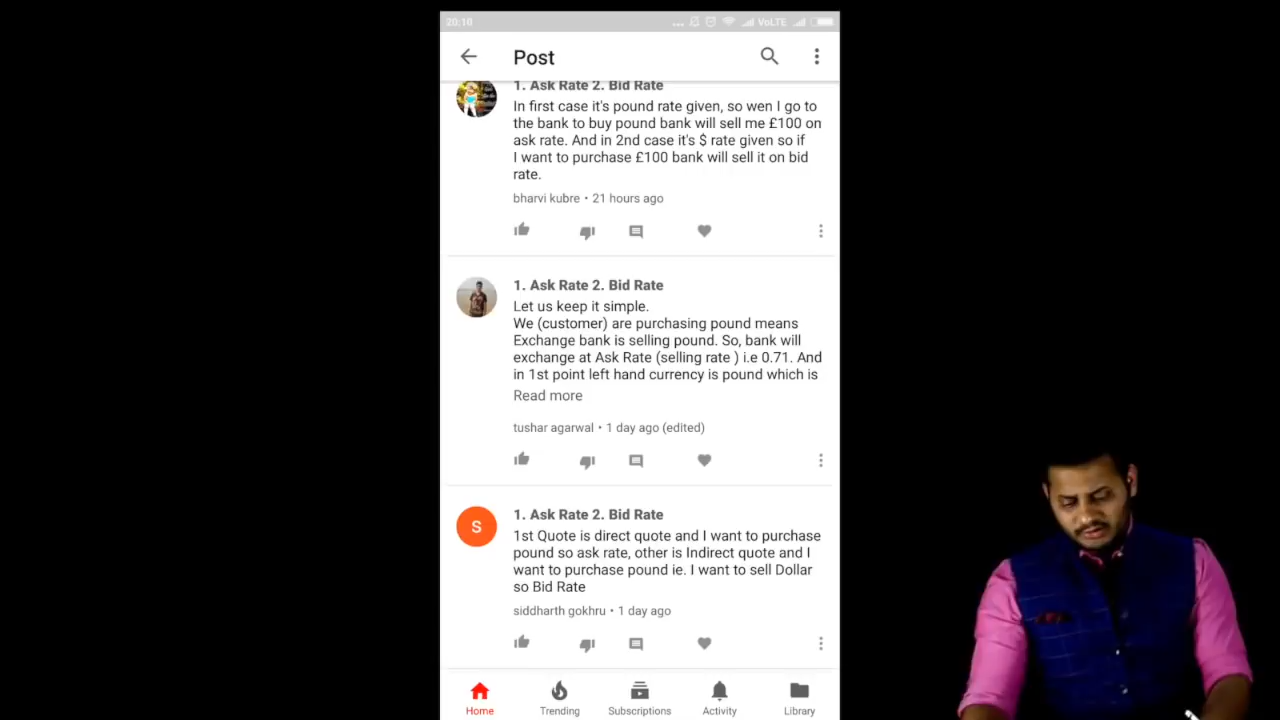 20:10
... VoLTE
Post
1. Ask Rate 2. Bid Rate
In first case it's pound rate given, so wen I go to
the bank to buy pound bank will sell me £100 on
ask rate. And in 2nd case it's $ rate given so if
I want to purchase £100 bank will sell it on bid
rate.
bharvi kubre • 21 hours ago
1. Ask Rate 2. Bid Rate
Let us keep it simple.
We (customer) are purchasing pound means
Exchange bank is selling pound. So, bank will
exchange at Ask Rate (selling rate ) i.e 0.71. And
in 1st point left hand currency is pound which is
Read more
tushar agarwal • 1 day ago (edited)
S
1. Ask Rate 2. Bid Rate
1st Quote is direct quote and I want to purchase
pound so ask rate, other is Indirect quote and I
want to purchase pound ie. I want to sell Dollar
so Bid Rate
siddharth gokhru • 1 day ago
Home Trending Subscriptions Activity Library